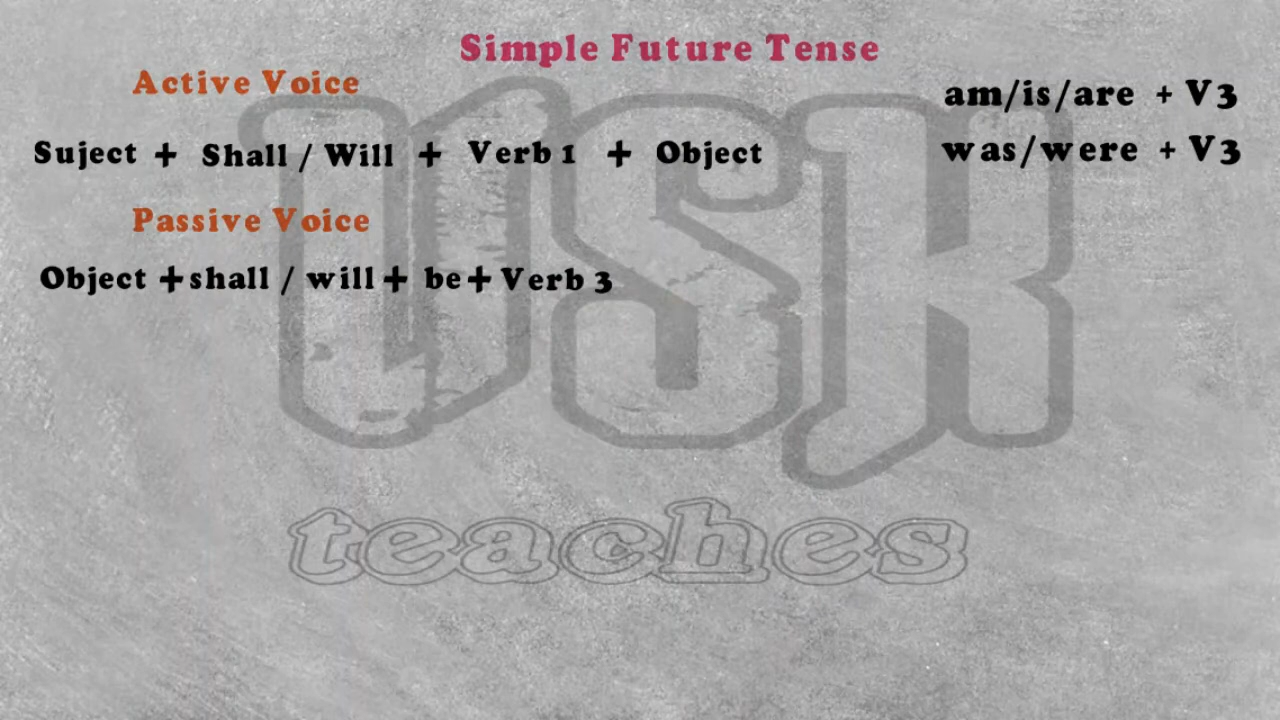 Simple Future Tense
Active Voice
am/is/are + V3
Suject + Shall / Will + Verb 1 + Object
was/were + V3
Passive Voice
Object + shall / will + be + Verb 3
VSK
teaches